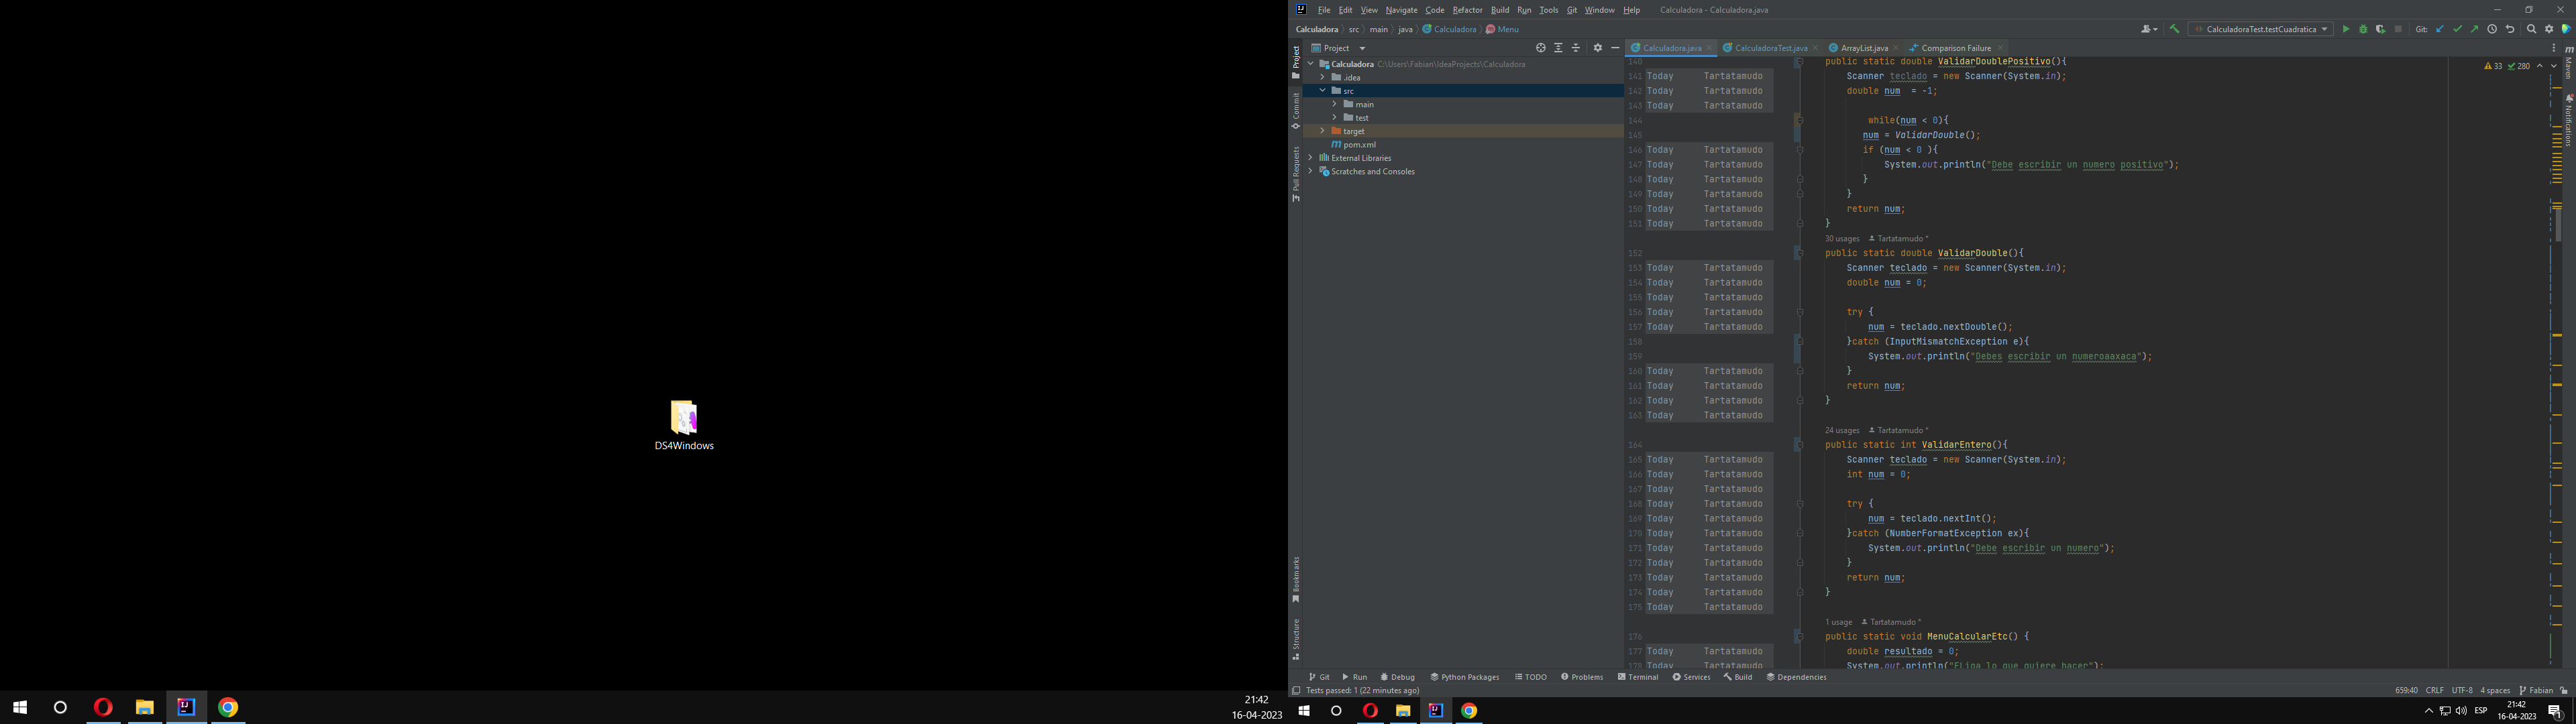 DS4Windows
21:42
16-04-2023
File Edit View Navigate Code Refactor Build Run Tools Git Window Help Calculadora - Calculadora.java
Calculadora src main java Calculadora Menu
CalculadoraTest.testCuadratica Git:
Project
Calculadora.java CalculadoraTest.java ArrayList.java Comparison Failure
Project
Commit
Pull Requests
Bookmarks
Structure
Calculadora C:\Users\Fabian\IdeaProjects\Calculadora
.idea
src
main
test
target
pom.xml
External Libraries
Scratches and Consoles
33 280
Maven
Notifications
140 public static double ValidarDoublePositivo(){
141 Today Tartatamudo Scanner teclado = new Scanner(System.in);
142 Today Tartatamudo double num = -1;
143 Today Tartatamudo
144 while(num < 0){
145 num = ValidarDouble();
146 Today Tartatamudo if (num < 0 ){
147 Today Tartatamudo System.out.println("Debe escribir un numero positivo");
148 Today Tartatamudo }
149 Today Tartatamudo }
150 Today Tartatamudo return num;
151 Today Tartatamudo }
30 usages Tartatamudo *
152 public static double ValidarDouble(){
153 Today Tartatamudo Scanner teclado = new Scanner(System.in);
154 Today Tartatamudo double num = 0;
155 Today Tartatamudo
156 Today Tartatamudo try {
157 Today Tartatamudo num = teclado.nextDouble();
158 }catch (InputMismatchException e){
159 System.out.println("Debes escribir un numeroaaxaca");
160 Today Tartatamudo }
161 Today Tartatamudo return num;
162 Today Tartatamudo }
163 Today Tartatamudo
24 usages Tartatamudo *
164 public static int ValidarEntero(){
165 Today Tartatamudo Scanner teclado = new Scanner(System.in);
166 Today Tartatamudo int num = 0;
167 Today Tartatamudo
168 Today Tartatamudo try {
169 Today Tartatamudo num = teclado.nextInt();
170 Today Tartatamudo }catch (NumberFormatException ex){
171 Today Tartatamudo System.out.println("Debe escribir un numero");
172 Today Tartatamudo }
173 Today Tartatamudo return num;
174 Today Tartatamudo }
175 Today Tartatamudo
1 usage Tartatamudo *
176 public static void MenuCalcularEtc() {
177 Today Tartatamudo double resultado = 0;
178 Today Tartatamudo System.out.println("Eliga lo que quiere hacer");
Git Run Debug Python Packages TODO Problems Terminal Services Build Dependencies
Tests passed: 1 (22 minutes ago) 659:40 CRLF UTF-8 4 spaces Fabian
ESP
21:42
16-04-2023
1